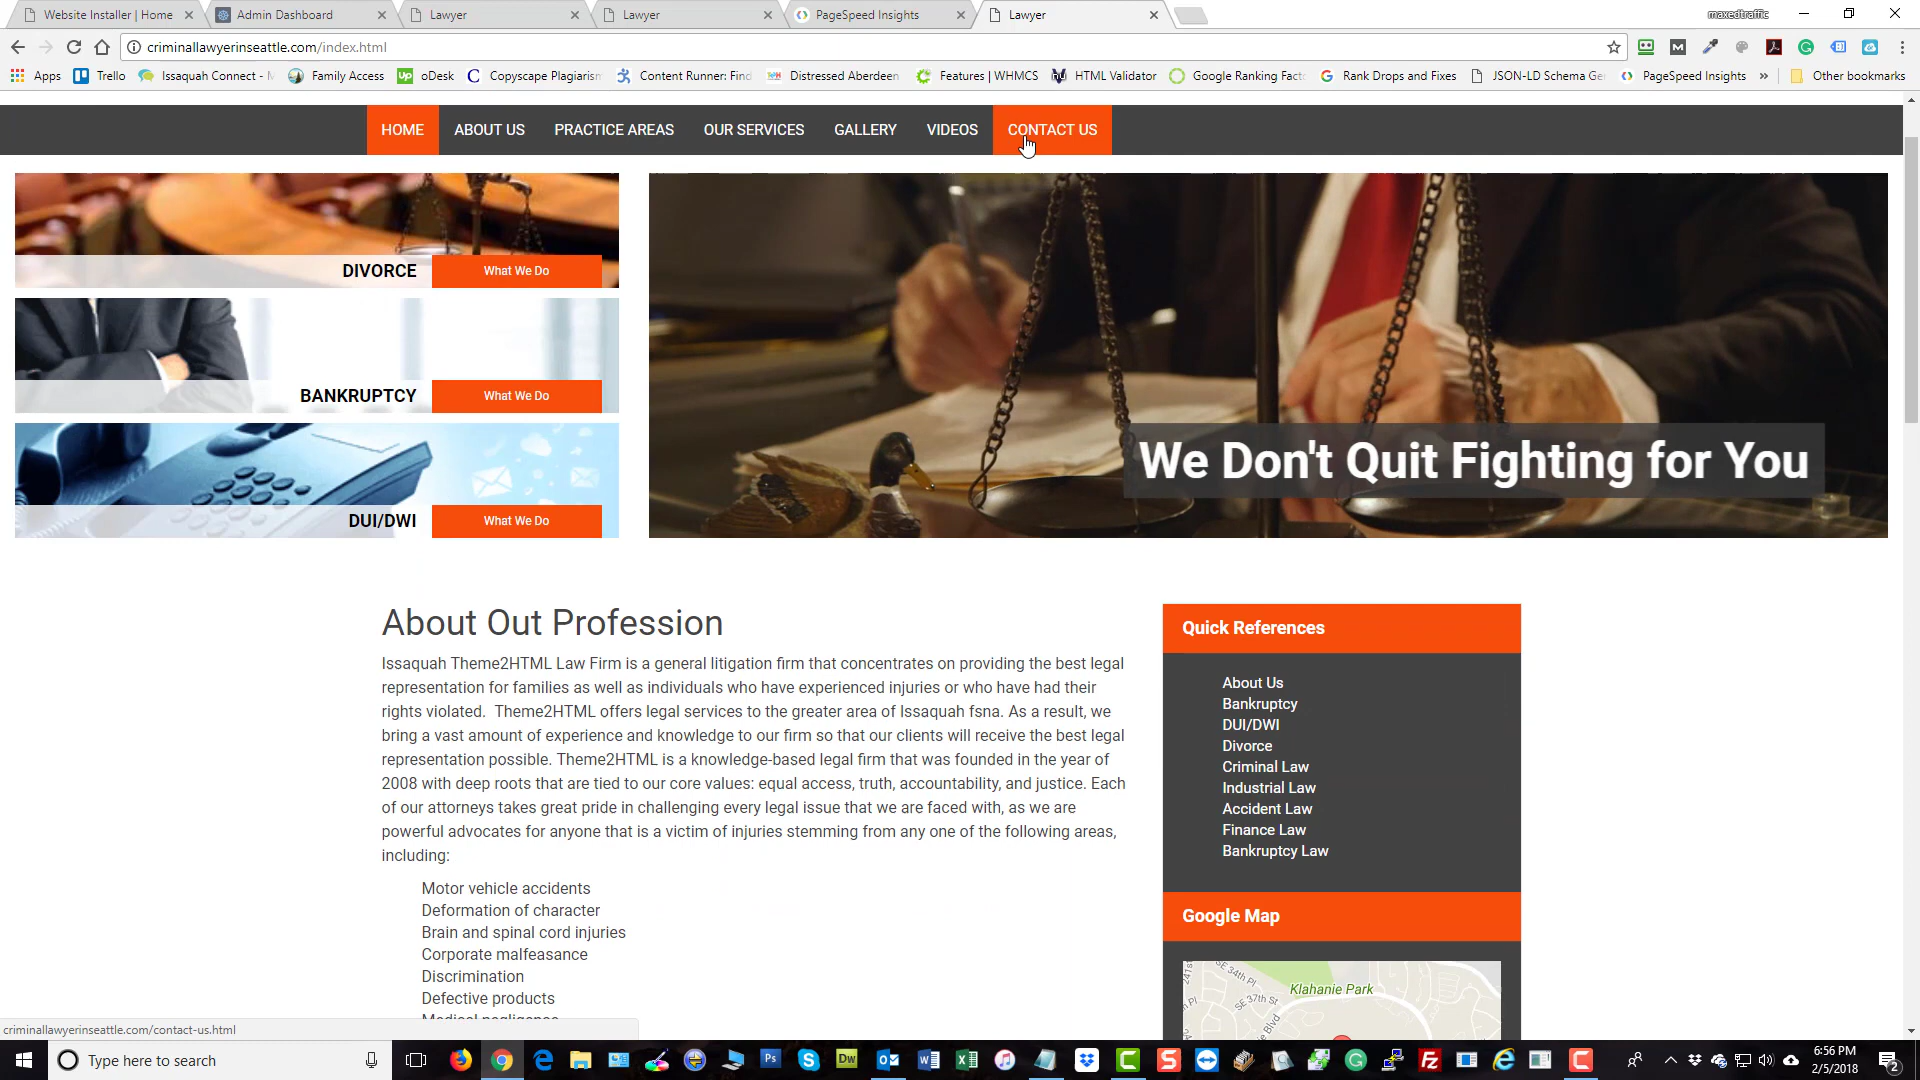 Website Installer | Home
Admin Dashboard
Lawyer
Lawyer
PageSpeed Insights
Lawyer
maxedtraffic
criminallawyerinseattle.com/index.html
Apps
Trello
Issaquah Connect - M
Family Access
Up
oDesk
Copyscape Plagiarism
Content Runner: Find
Distressed Aberdeen
Features | WHMCS
HTML Validator
Google Ranking Facto
Rank Drops and Fixes
JSON-LD Schema Ge
PageSpeed Insights
»
Other bookmarks
HOME
ABOUT US
PRACTICE AREAS
OUR SERVICES
GALLERY
VIDEOS
CONTACT US
DIVORCE
What We Do
BANKRUPTCY
What We Do
DUI/DWI
What We Do
We Don't Quit Fighting for You
About Out Profession
Issaquah Theme2HTML Law Firm is a general litigation firm that concentrates on providing the best legal
representation for families as well as individuals who have experienced injuries or who have had their
rights violated.  Theme2HTML offers legal services to the greater area of Issaquah fsna. As a result, we
bring a vast amount of experience and knowledge to our firm so that our clients will receive the best legal
representation possible. Theme2HTML is a knowledge-based legal firm that was founded in the year of
2008 with deep roots that are tied to our core values: equal access, truth, accountability, and justice. Each
of our attorneys takes great pride in challenging every legal issue that we are faced with, as we are
powerful advocates for anyone that is a victim of injuries stemming from any one of the following areas,
including:
Motor vehicle accidents
Deformation of character
Brain and spinal cord injuries
Corporate malfeasance
Discrimination
Defective products
Medical negligence
Quick References
About Us
Bankruptcy
DUI/DWI
Divorce
Criminal Law
Industrial Law
Accident Law
Finance Law
Bankruptcy Law
Google Map
SE 34th Pl
SE 37th St
Klahanie Park
criminallawyerinseattle.com/contact-us.html
Type here to search
6:56 PM
2/5/2018
2